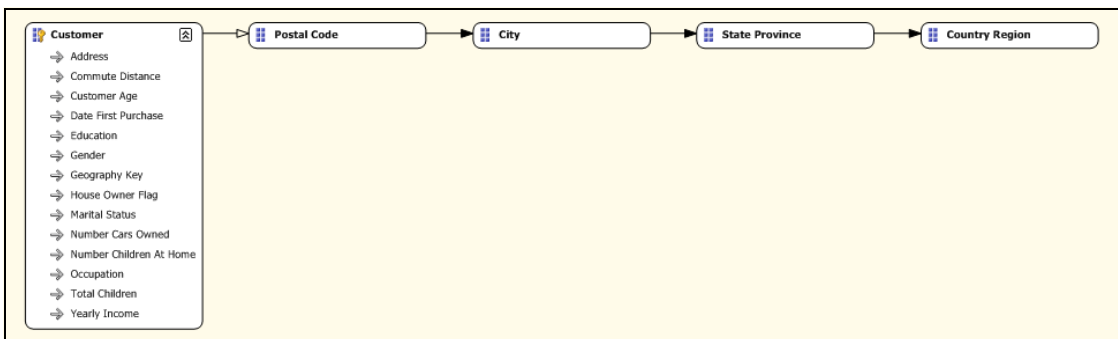 Customer
Address
Commute Distance
Customer Age
Date First Purchase
Education
Gender
Geography Key
House Owner Flag
Marital Status
Number Cars Owned
Number Children At Home
Occupation
Total Children
Yearly Income
Postal Code
City
State Province
Country Region